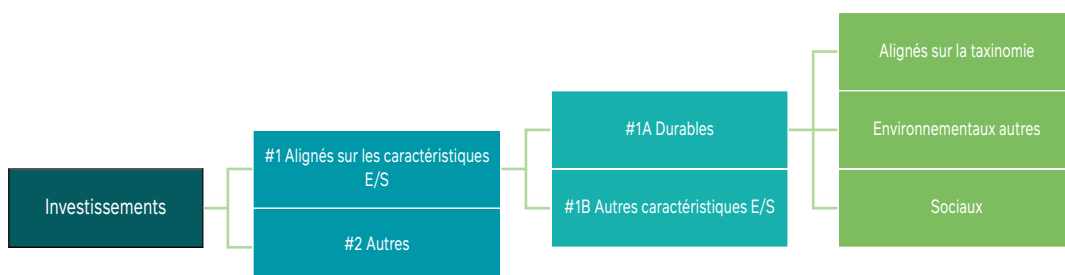 Investissements
#1 Alignés sur les caractéristiques
E/S
#2 Autres
#1A Durables
#1B Autres caractéristiques E/S
Alignés sur la taxinomie
Environnementaux autres
Sociaux